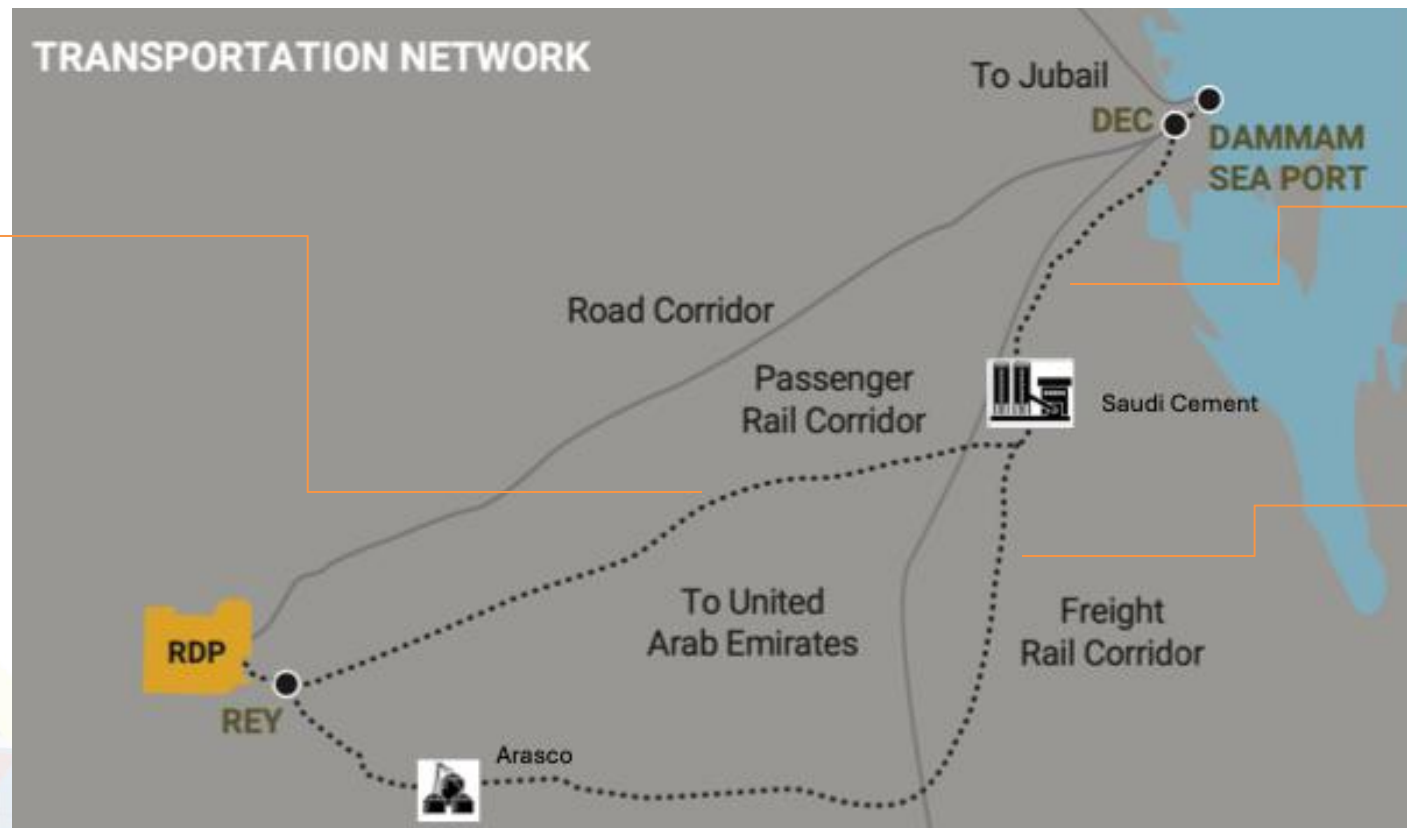 TRANSPORTATION NETWORK
To Jubail
DEC
DAMMAM
SEA PORT
Road Corridor
Passenger
Rail Corridor
Saudi Cement
To United
Arab Emirates
Freight
Rail Corridor
RDP
REY
Arasco